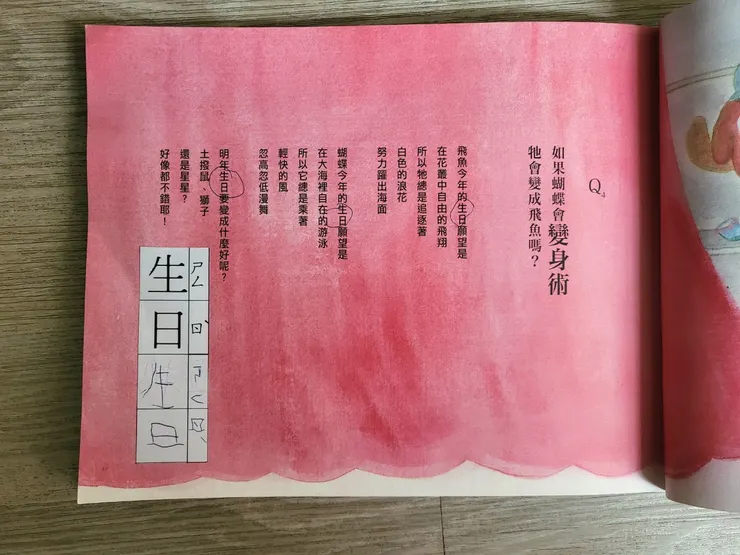 Q4
如果蝴蝶會變身術
牠會變成飛魚嗎？
飛魚今年的生日願望是
在花叢中自由的飛翔
所以牠總是追逐著
白色的浪花
努力躍出海面
蝴蝶今年的生日願望是
在大海裡自在的游泳
所以它總是乘著
輕快的風
忽高忽低漫舞
明年生日要變成什麼好呢？
土撥鼠、獅子
還是星星？
好像都不錯耶！
生日生日
ㄕㄥ
ㄖˋ
ㄕㄥ
ㄖˋ